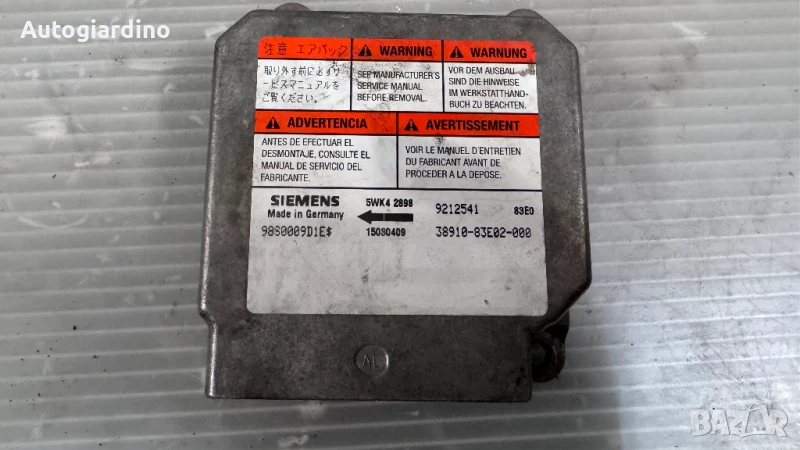 Autogiardino
注意 エアバック
取り外す前に必ずサ
ービスマニュアルを
ご覧ください。
WARNING
SEE MANUFACTURER'S
SERVICE MANUAL
BEFORE REMOVAL.
WARNUNG
VOR DEM AUSBAU
SIND DIE HINWEISE
IM WERKSTATTHAND-
BUCH ZU BEACHTEN.
ADVERTENCIA
ANTES DE EFECTUAR EL
DESMONTAJE, CONSULTE EL
MANUAL DE SERVICIO DEL
FABRICANTE.
AVERTISSEMENT
VOIR LE MANUEL D'ENTRETIEN
DU FABRICANT AVANT DE
PROCEDER A LA DEPOSE.
SIEMENS
Made in Germany
5WK4 2898
9212541
83E0
98S0009D1E$
150S0409
38910-83E02-000
AL
BAZAR